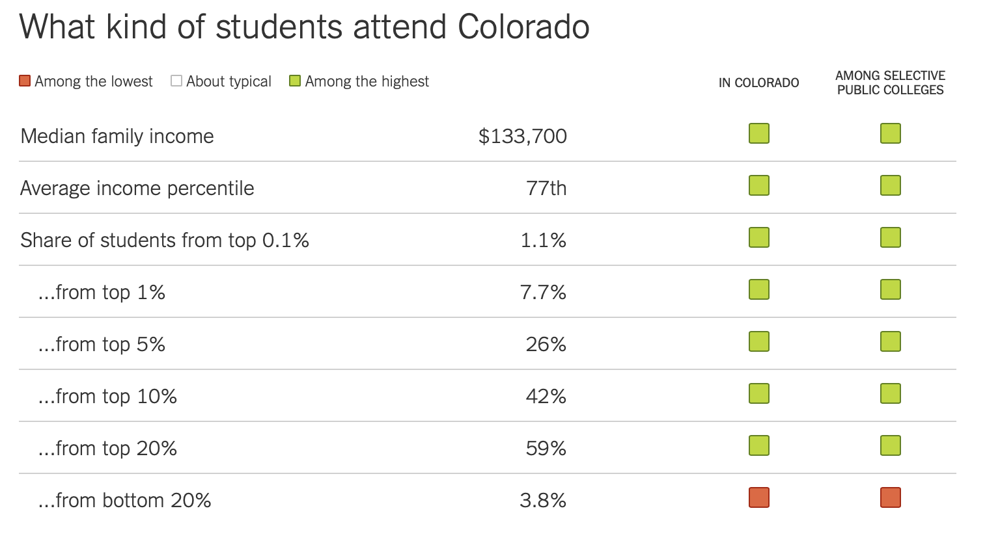 What kind of students attend Colorado
Among the lowest About typical Among the highest
IN COLORADO
AMONG SELECTIVE
PUBLIC COLLEGES
Median family income $133,700
Average income percentile 77th
Share of students from top 0.1% 1.1%
...from top 1% 7.7%
...from top 5% 26%
...from top 10% 42%
...from top 20% 59%
...from bottom 20% 3.8%